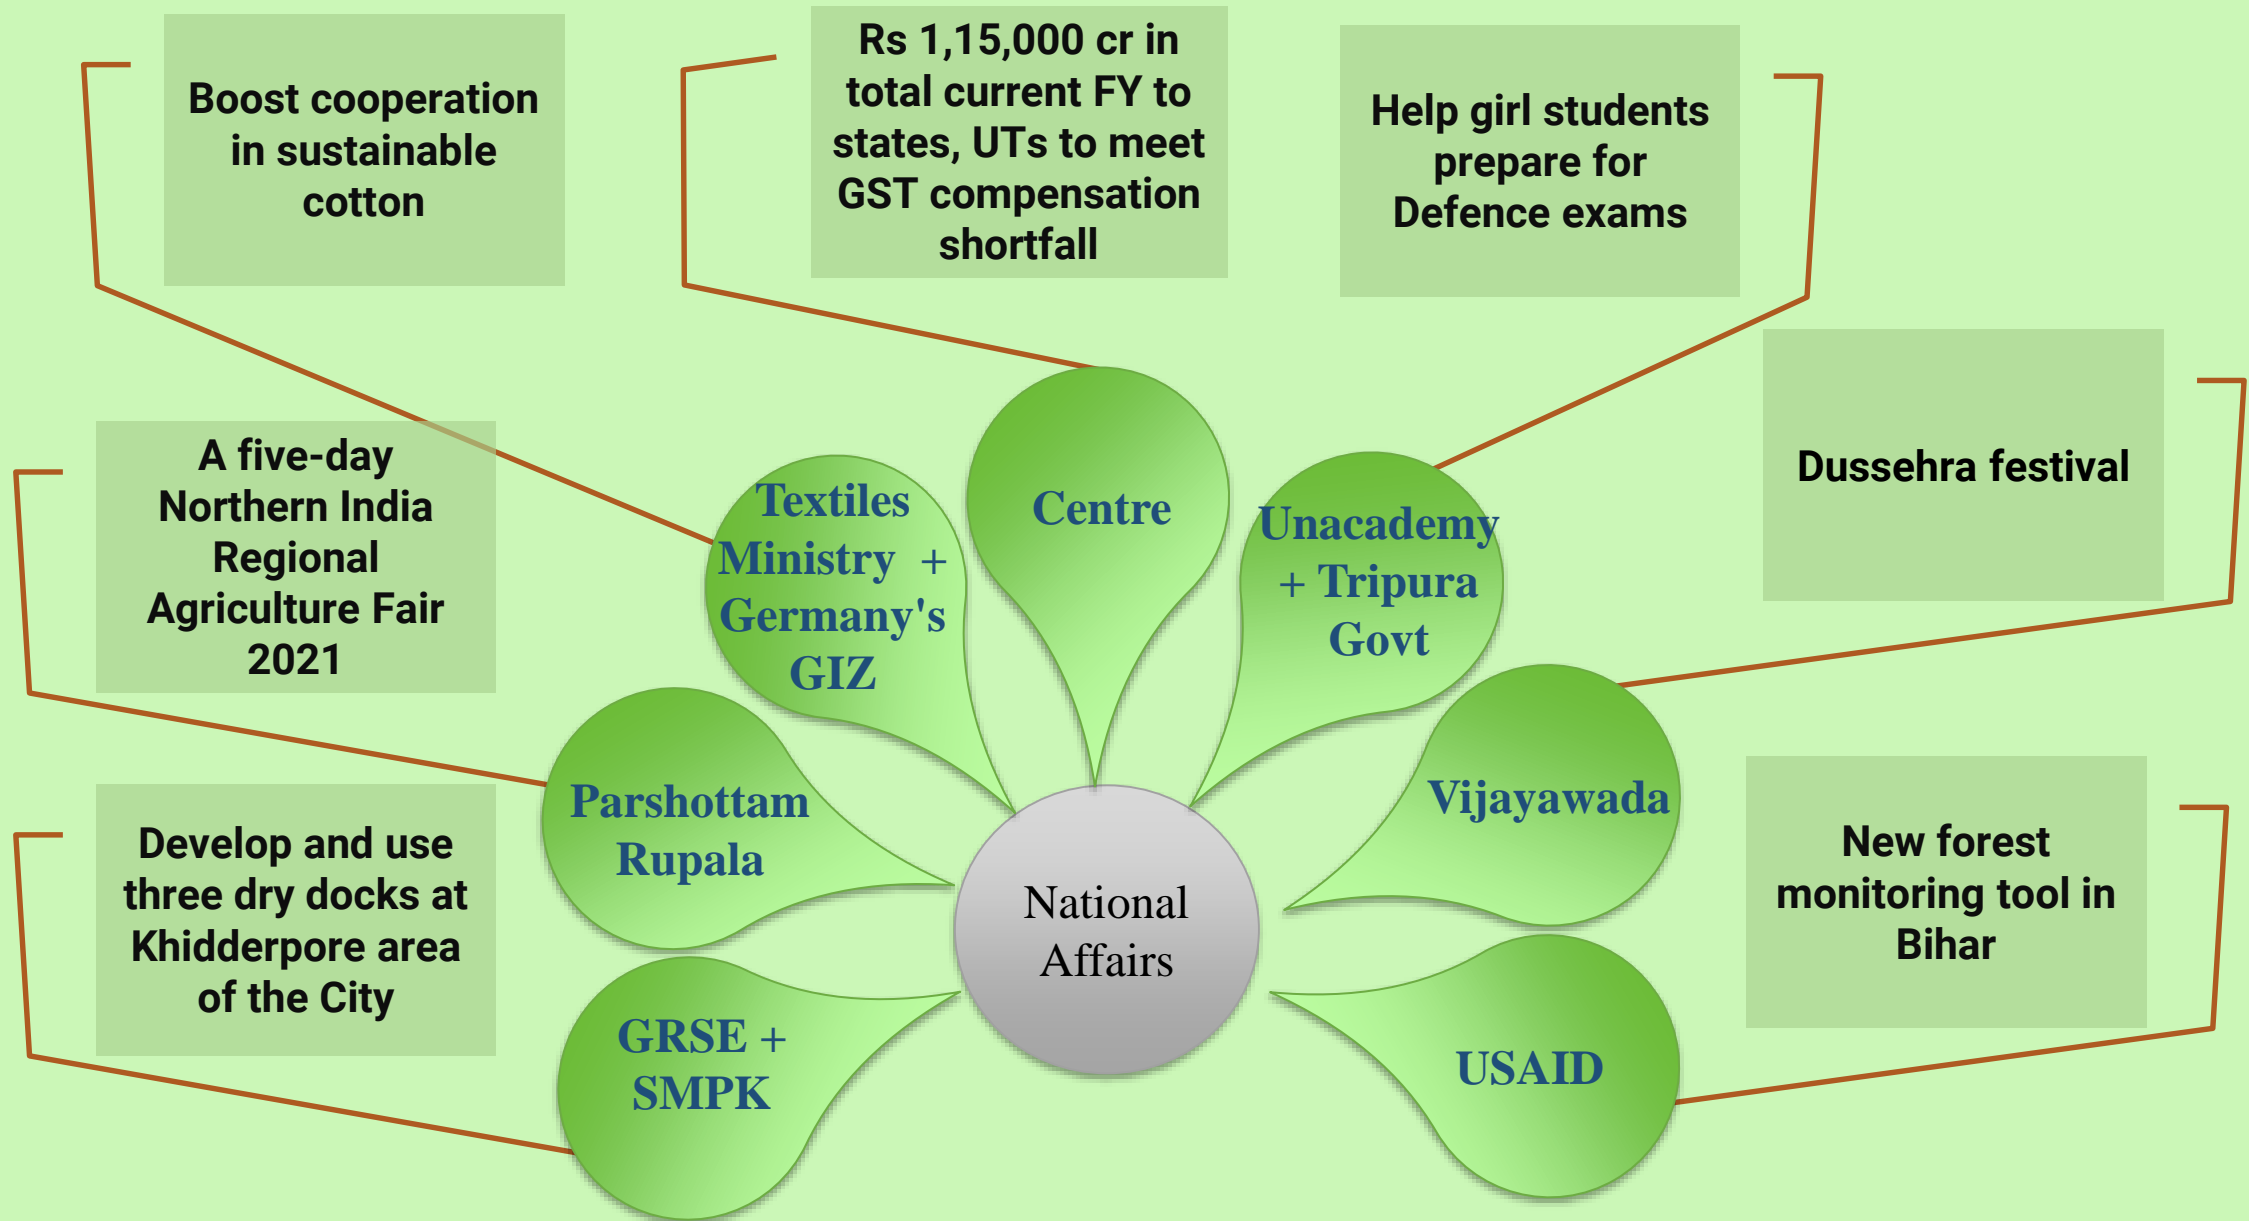 Boost cooperation
in sustainable
cotton
Rs 1,15,000 cr in
total current FY to
states, UTs to meet
GST compensation
shortfall
Help girl students
prepare for
Defence exams
Dussehra festival
A five-day
Northern India
Regional
Agriculture Fair
2021
Textiles
Ministry +
Germany's
GIZ
Centre
Unacademy
+ Tripura
Govt
Parshottam
Rupala
Vijayawada
New forest
monitoring tool in
Bihar
Develop and use
three dry docks at
Khidderpore area
of the City
National
Affairs
GRSE +
SMPK
USAID